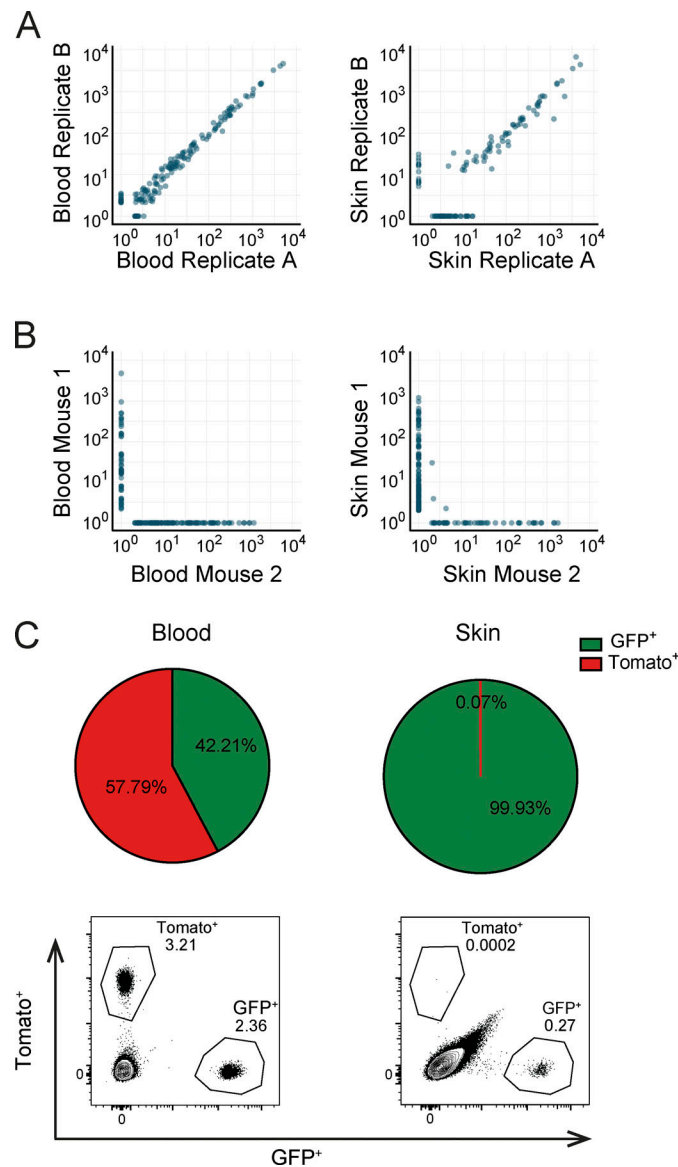 A
Blood Replicate B
10⁴
10³
10²
10¹
10⁰
10⁰ 10¹ 10² 10³ 10⁴
Blood Replicate A
Skin Replicate B
10⁴
10³
10²
10¹
10⁰
10⁰ 10¹ 10² 10³ 10⁴
Skin Replicate A
B
Blood Mouse 1
10⁴
10³
10²
10¹
10⁰
10⁰ 10¹ 10² 10³ 10⁴
Blood Mouse 2
Skin Mouse 1
10⁴
10³
10²
10¹
10⁰
10⁰ 10¹ 10² 10³ 10⁴
Skin Mouse 2
C
Blood
42.21%
57.79%
Skin
0.07%
99.93%
GFP⁺
Tomato⁺
Tomato⁺
Tomato⁺
3.21
GFP⁺
2.36
0
0
Tomato⁺
0.0002
GFP⁺
0.27
0
0
GFP⁺